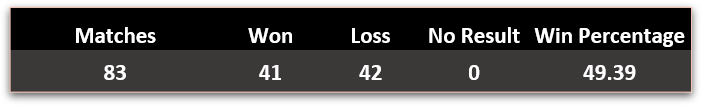 Matches Won Loss No Result Win Percentage
83 41 42 0 49.39